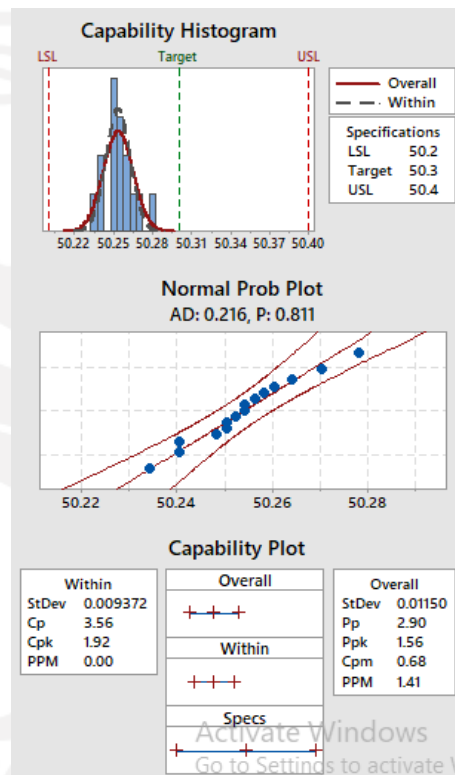 Capability Histogram
LSL Target USL
Overall
Within
Specifications
LSL 50.2
Target 50.3
USL 50.4
50.22 50.25 50.28 50.31 50.34 50.37 50.40
Normal Prob Plot
AD: 0.216, P: 0.811
50.22 50.24 50.26 50.28
Capability Plot
Within
StDev 0.009372
Cp 3.56
Cpk 1.92
PPM 0.00
Overall
Within
Specs
Overall
StDev 0.01150
Pp 2.90
Ppk 1.56
Cpm 0.68
PPM 1.41
Activate Windows
Go to Settings to activate W